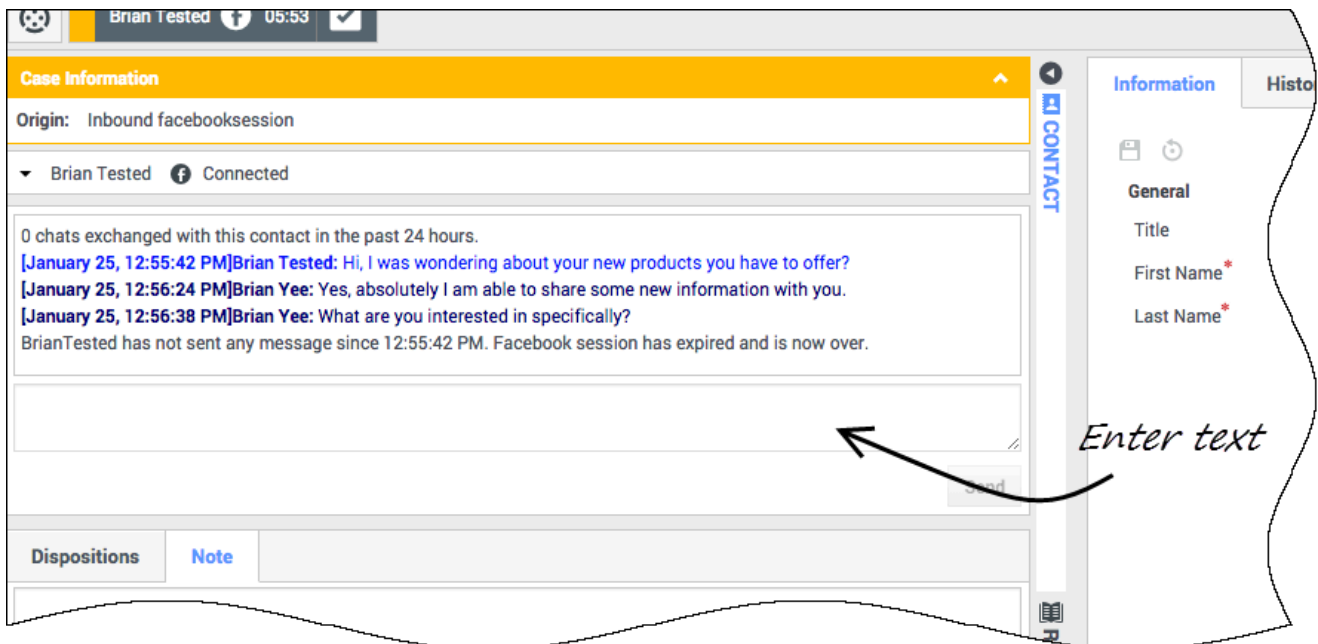 Brian Tested 05:53
Case Information
Origin: Inbound facebooksession
Brian Tested Connected
0 chats exchanged with this contact in the past 24 hours.
[January 25, 12:55:42 PM]Brian Tested: Hi, I was wondering about your new products you have to offer?
[January 25, 12:56:24 PM]Brian Yee: Yes, absolutely I am able to share some new information with you.
[January 25, 12:56:38 PM]Brian Yee: What are you interested in specifically?
BrianTested has not sent any message since 12:55:42 PM. Facebook session has expired and is now over.
Send
Dispositions Note
CONTACT
R
Information Histo
General
Title
First Name*
Last Name*
Enter text